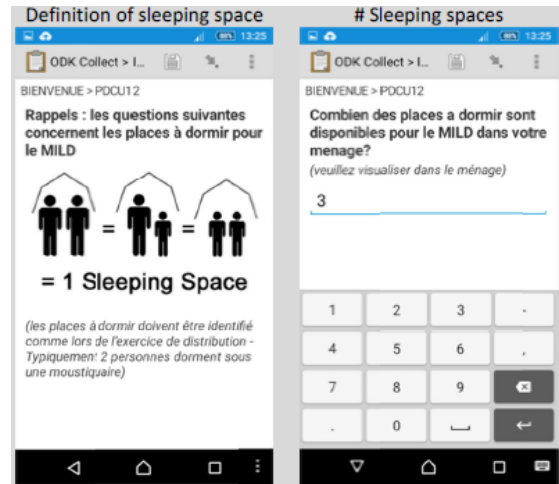 Definition of sleeping space
# Sleeping spaces
13:25
ODK Collect > I...
BIENVENUE > PDCU12
Rappels : les questions suivantes
concernent les places à dormir pour
le MILD
= =
= 1 Sleeping Space
(les places à dormir doivent être identifié
comme lors de l'exercice de distribution -
Typiquement 2 personnes dorment sous
une moustiquaire)
13:25
ODK Collect > I...
BIENVENUE > PDCU12
Combien des places a dormir sont
disponibles pour le MILD dans votre
menage?
(veuillez visualiser dans le ménage)
3
1 2 3 -
4 5 6 ,
7 8 9
. 0